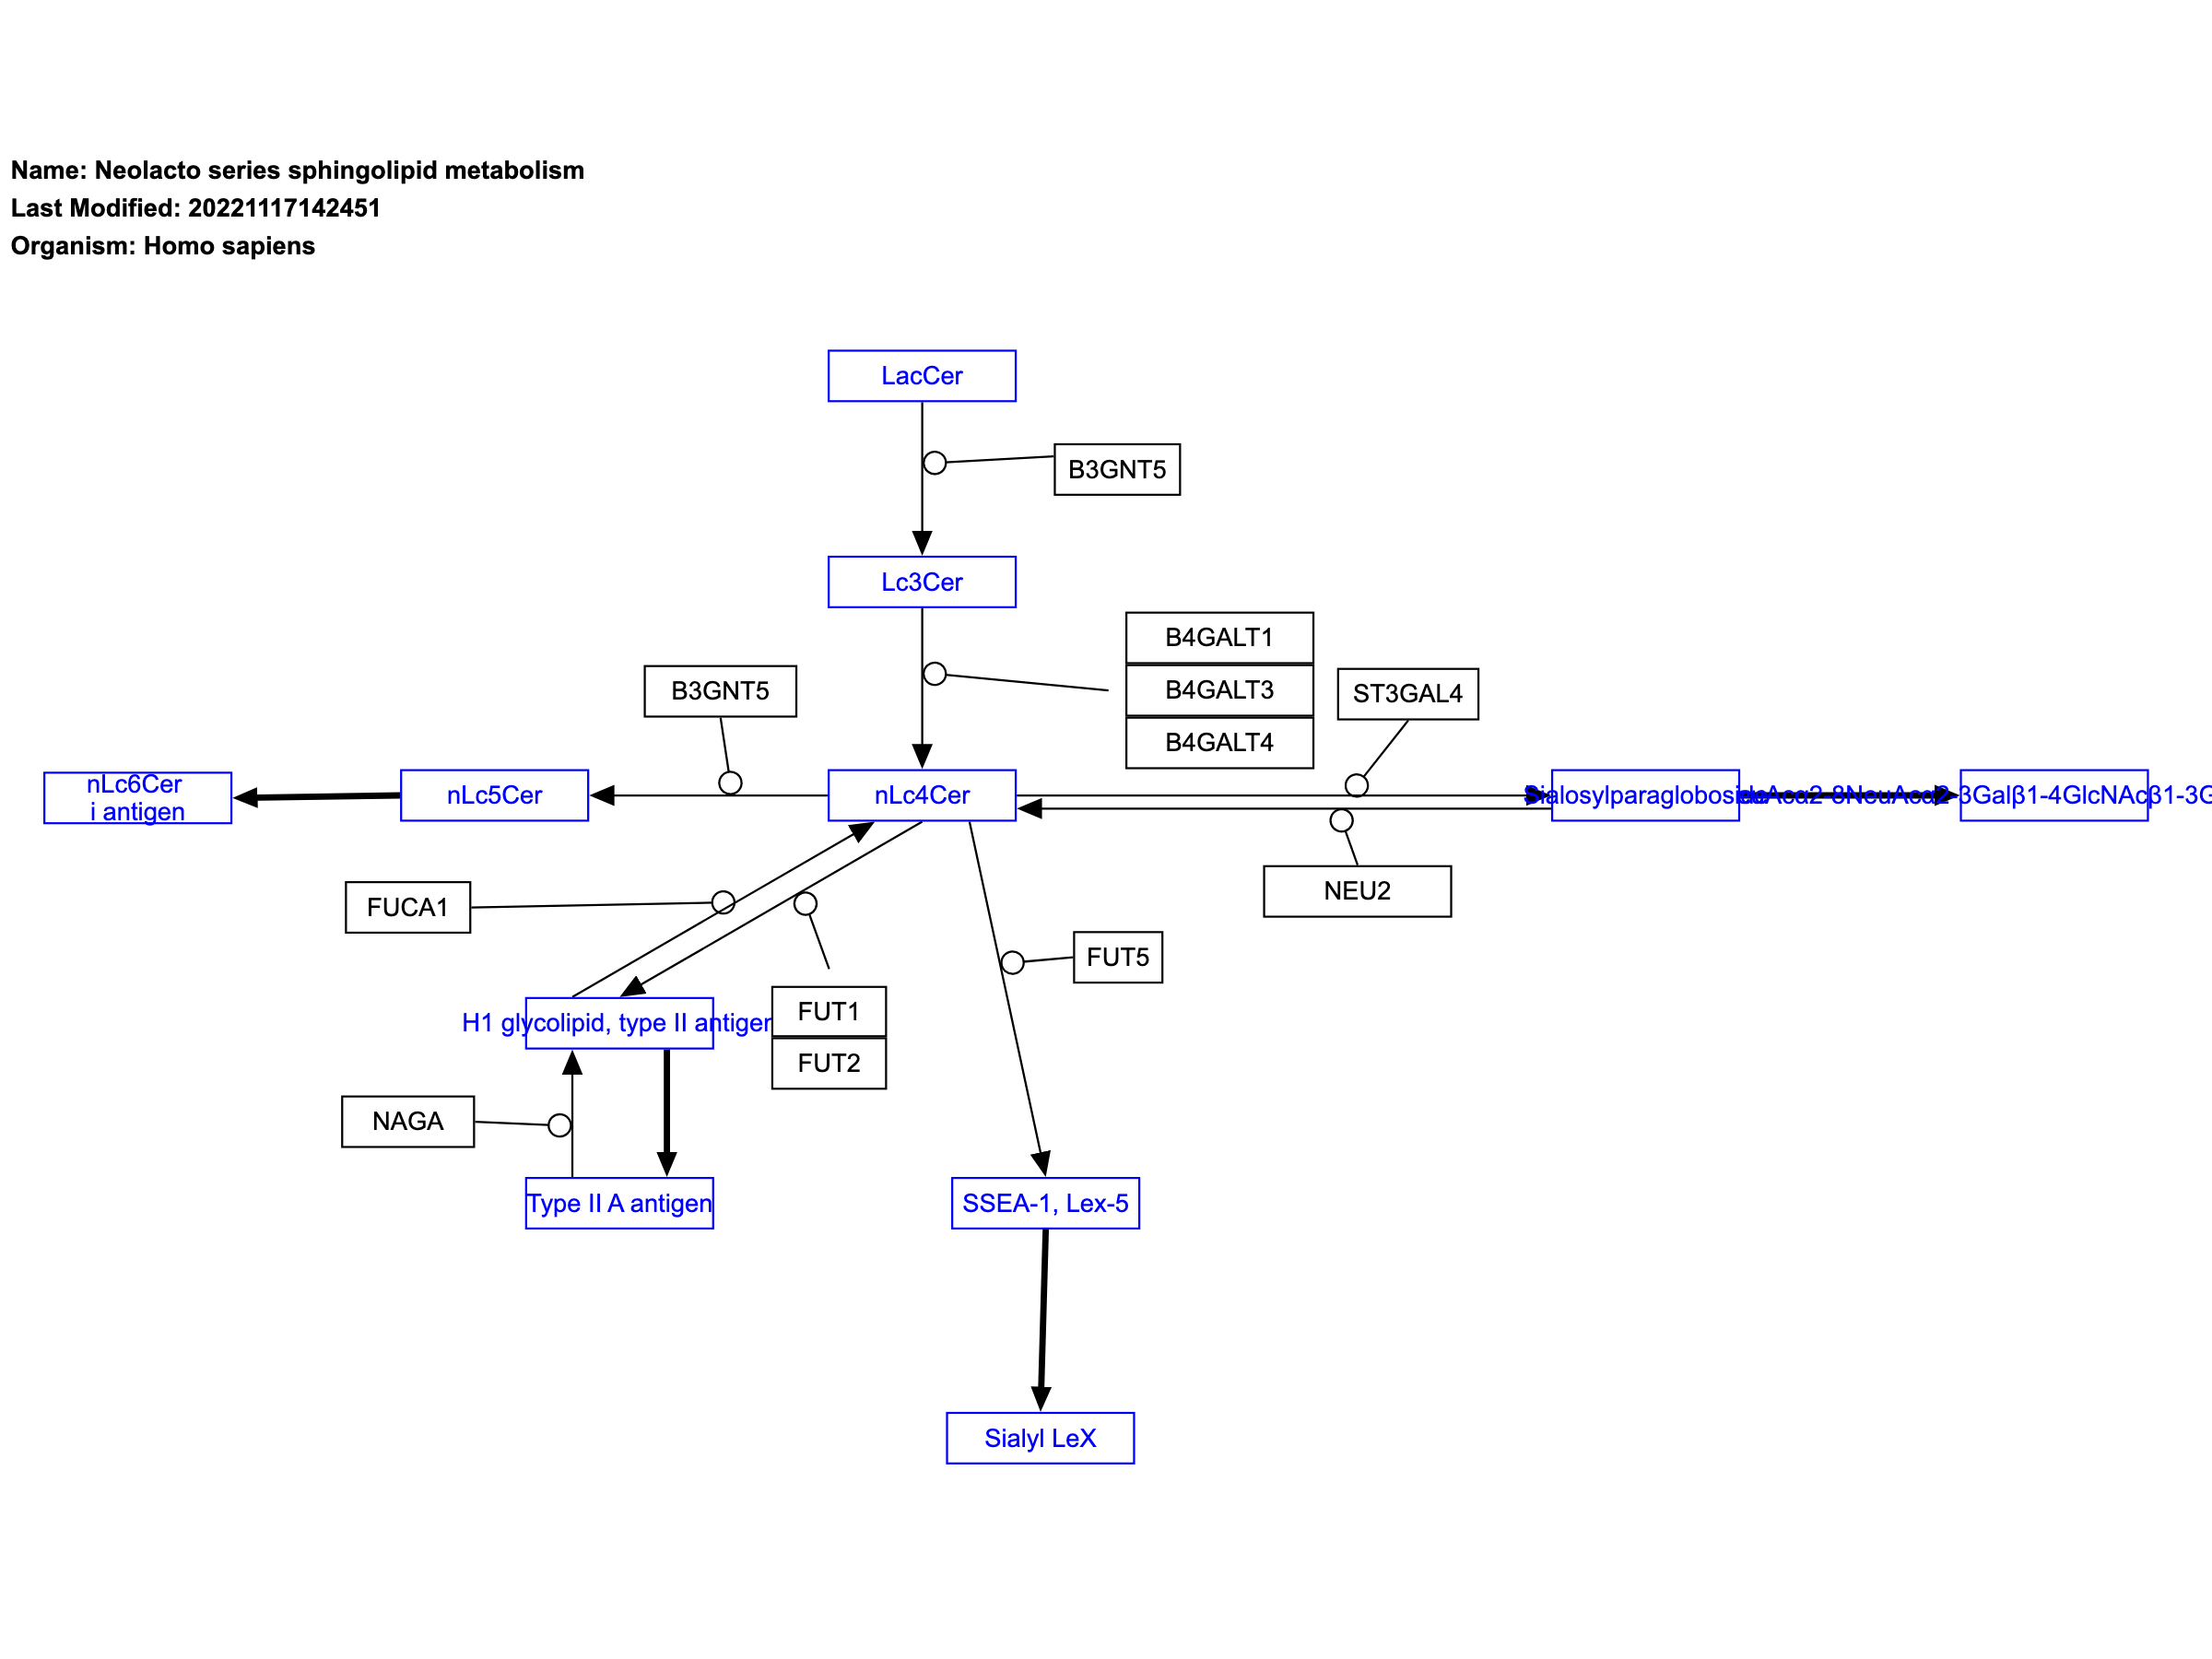 Name: Neolacto series sphingolipid metabolism
Last Modified: 20221117142451
Organism: Homo sapiens
LacCer
B3GNT5
Lc3Cer
B4GALT1
B4GALT3
B4GALT4
B3GNT5
ST3GAL4
nLc6Cer
i antigen
nLc5Cer
nLc4Cer
Sialosylparagloboside
NeuAcα2-8NeuAcα2-3Galβ1-4GlcNAcβ1-3G
FUCA1
NEU2
FUT5
H1 glycolipid, type II antigen
FUT1
FUT2
NAGA
Type II A antigen
SSEA-1, Lex-5
Sialyl LeX